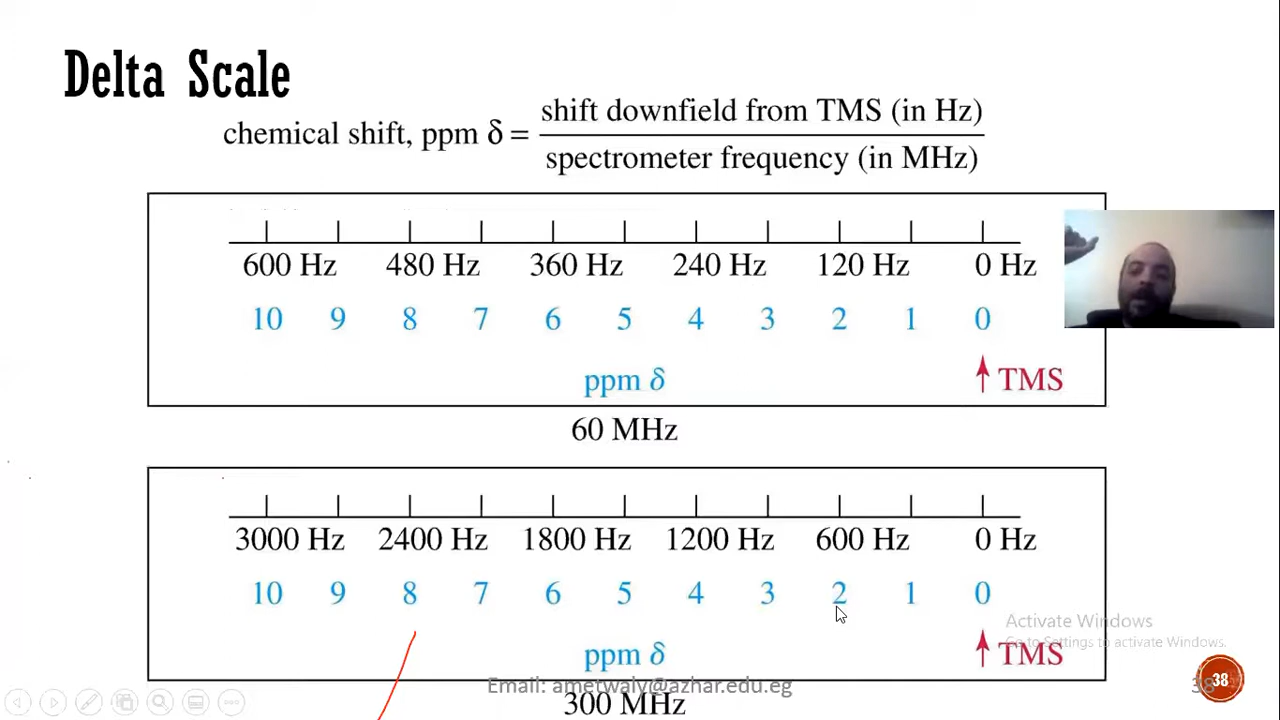 Delta Scale
chemical shift, ppm δ = shift downfield from TMS (in Hz)
spectrometer frequency (in MHz)
600 Hz 480 Hz 360 Hz 240 Hz 120 Hz 0 Hz
10 9 8 7 6 5 4 3 2 1 0
ppm δ
TMS
60 MHz
3000 Hz 2400 Hz 1800 Hz 1200 Hz 600 Hz 0 Hz
10 9 8 7 6 5 4 3 2 1 0
Activate Windows
Go to Settings to activate Windows.
ppm δ
TMS
Email: ametwaly@azhar.edu.eg
38
38
300 MHz